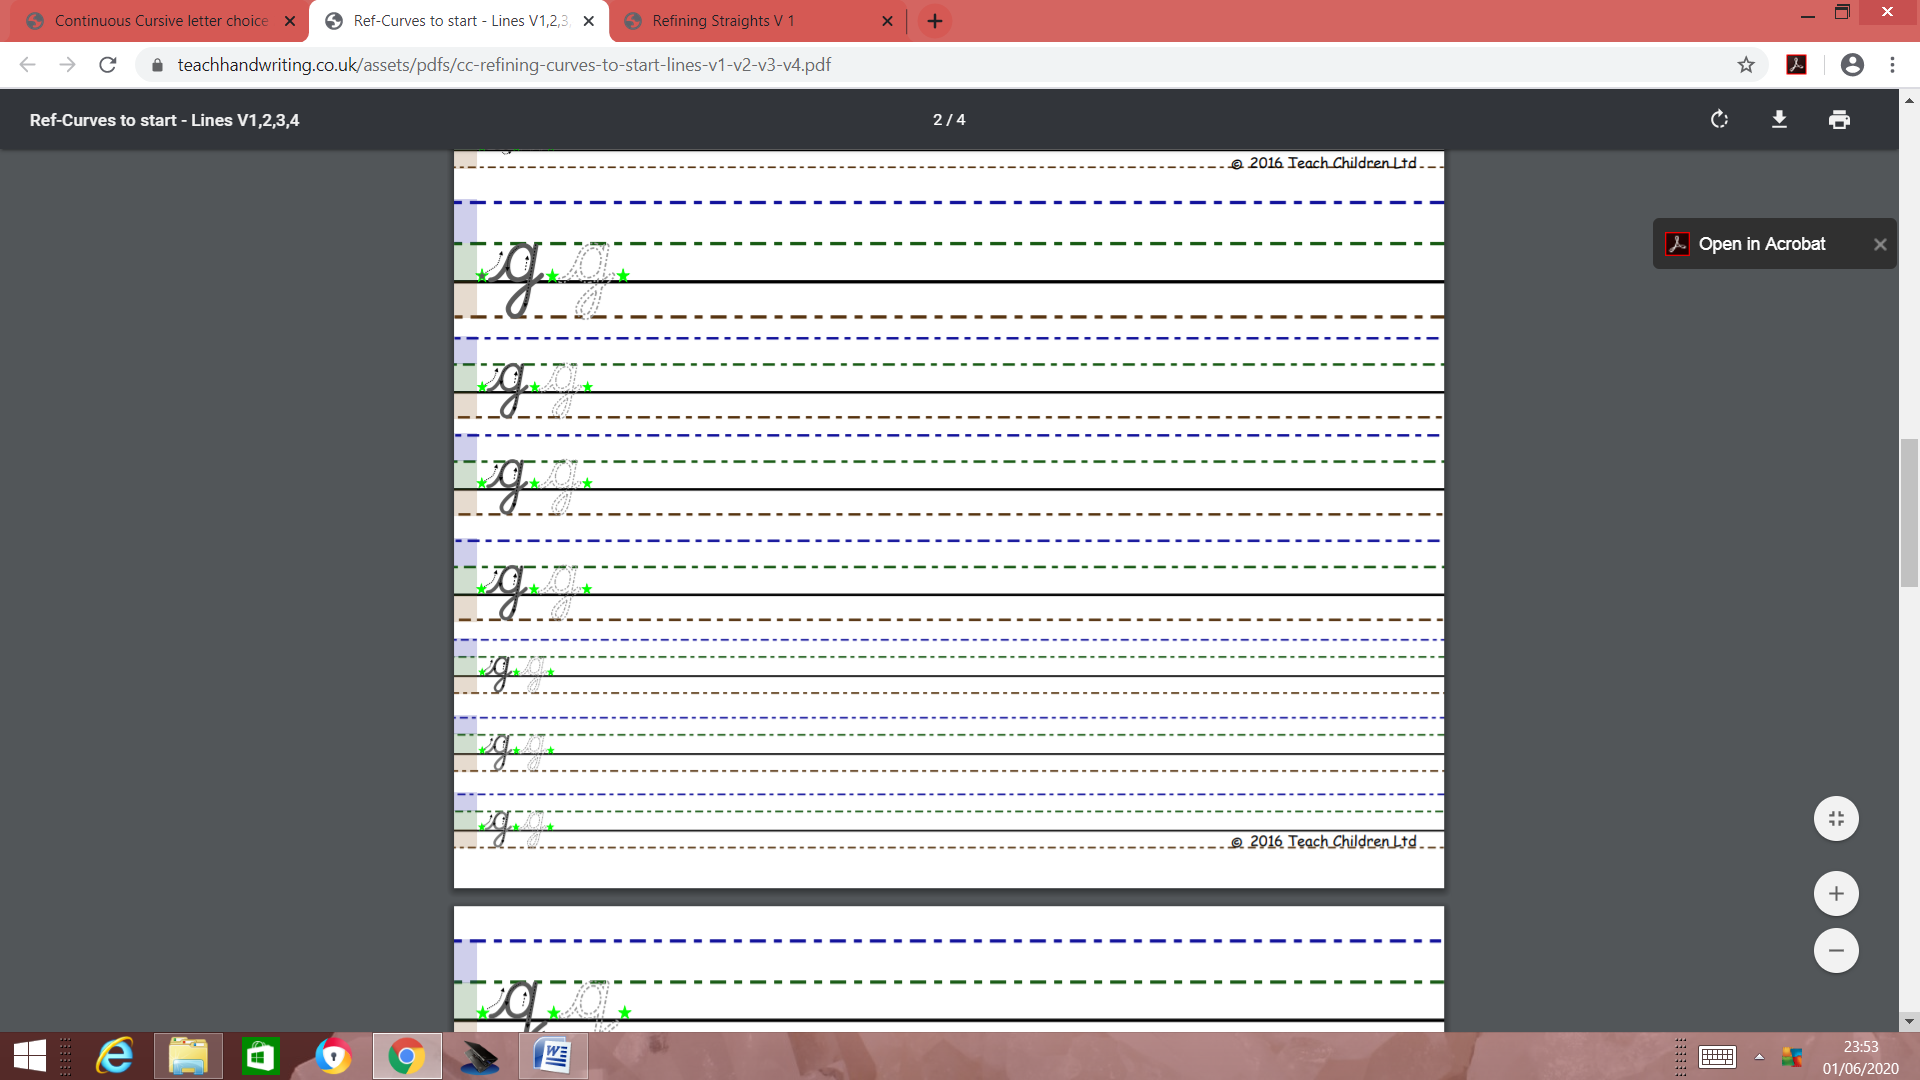 Continuous Cursive letter choice
Ref-Curves to start - Lines V1,2,3,
Refining Straights V 1
teachhandwriting.co.uk/assets/pdfs/cc-refining-curves-to-start-lines-v1-v2-v3-v4.pdf
Ref-Curves to start - Lines V1,2,3,4
2 / 4
© 2016 Teach Children Ltd
Open in Acrobat
g g
g g
g g
g g
g g
g g
g g
© 2016 Teach Children Ltd
q q
23:53
01/06/2020